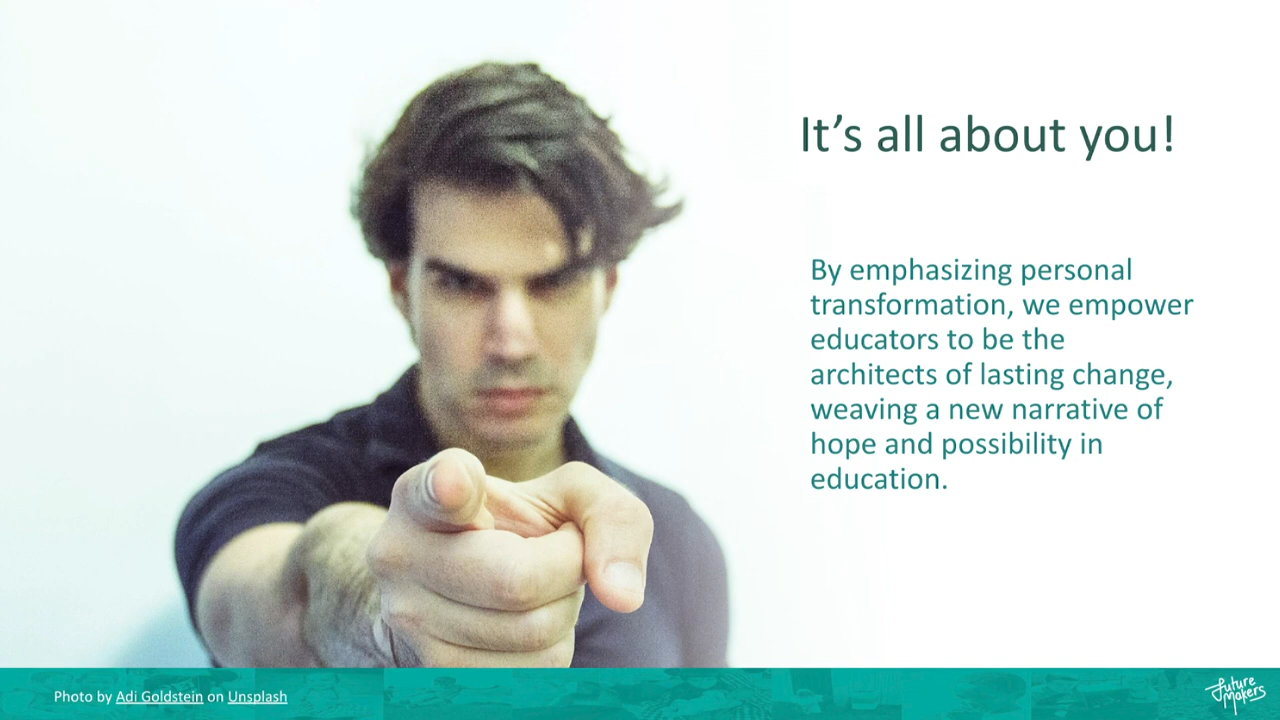 It’s all about you!
By emphasizing personal
transformation, we empower
educators to be the
architects of lasting change,
weaving a new narrative of
hope and possibility in
education.
Photo by Adi Goldstein on Unsplash
Future
Makers